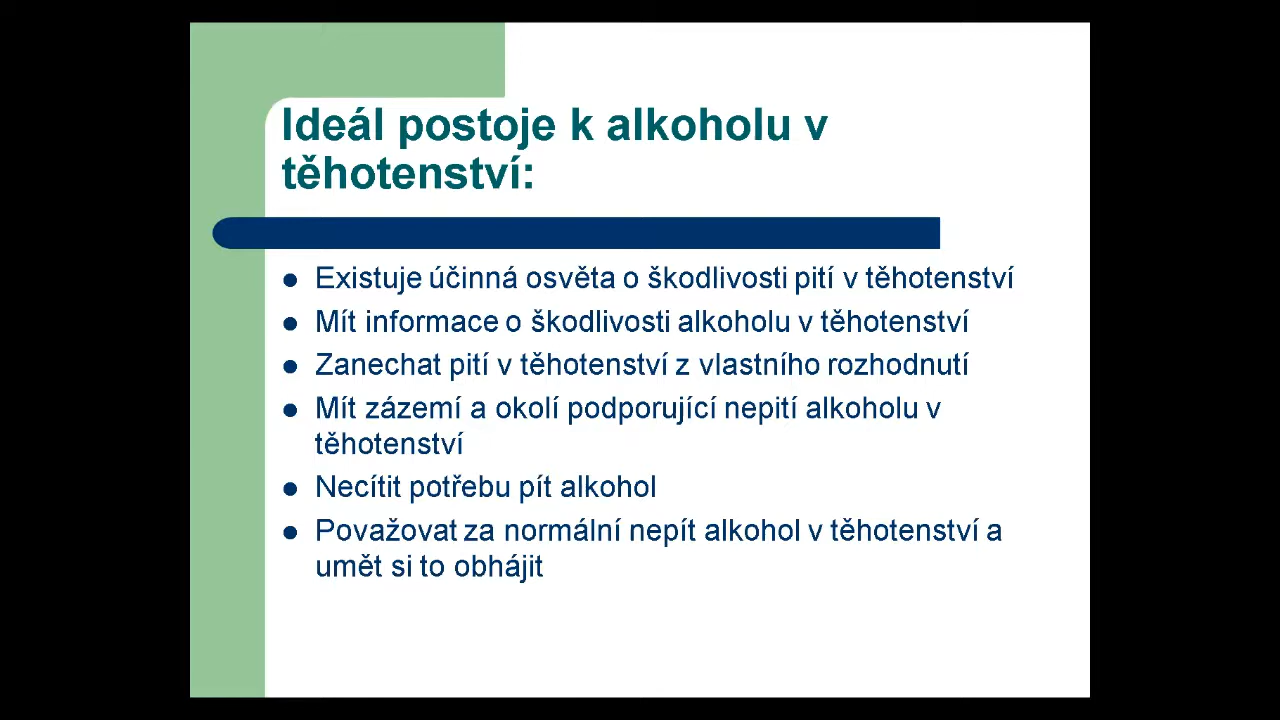 Ideál postoje k alkoholu v
těhotenství:
Existuje účinná osvěta o škodlivosti pití v těhotenství
Mít informace o škodlivosti alkoholu v těhotenství
Zanechat pití v těhotenství z vlastního rozhodnutí
Mít zázemí a okolí podporující nepití alkoholu v
těhotenství
Necítit potřebu pít alkohol
Považovat za normální nepít alkohol v těhotenství a
umět si to obhájit